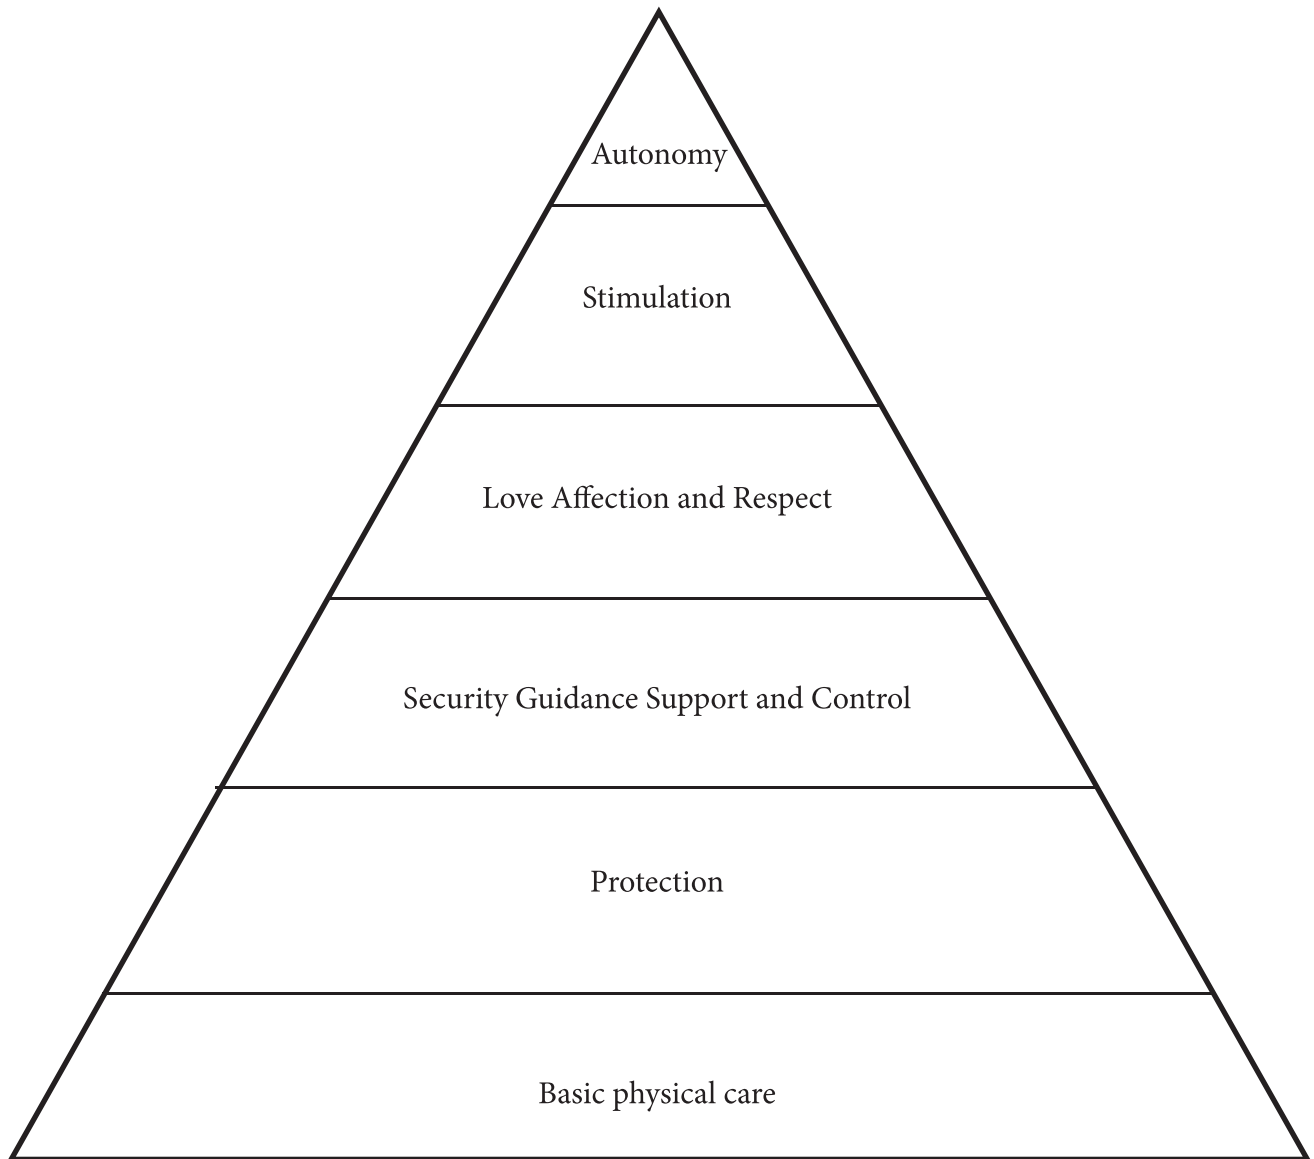 Autonomy
Stimulation
Love Affection and Respect
Security Guidance Support and Control
Protection
Basic physical care